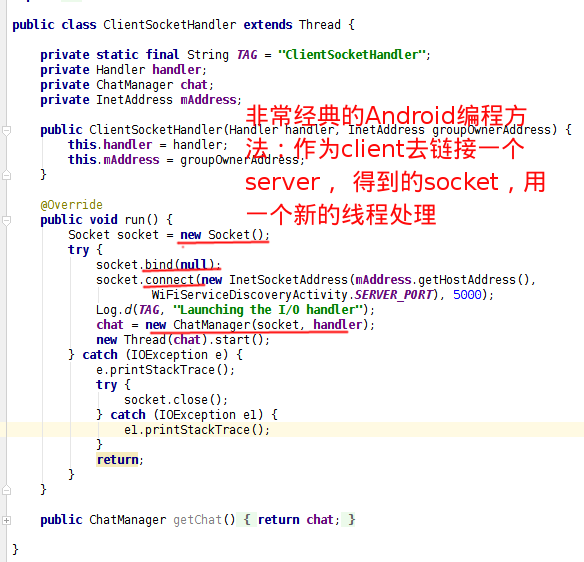 public class ClientSocketHandler extends Thread {
private static final String TAG = "ClientSocketHandler";
private Handler handler;
private ChatManager chat;
private InetAddress mAddress;
非常经典的Android编程方
法：作为client去链接一个
server， 得到的socket，用
一个新的线程处理
public ClientSocketHandler(Handler handler, InetAddress groupOwnerAddress) {
this.handler = handler;
this.mAddress = groupOwnerAddress;
}
@Override
public void run() {
Socket socket = new Socket();
try {
socket.bind(null);
socket.connect(new InetSocketAddress(mAddress.getHostAddress(),
WiFiServiceDiscoveryActivity.SERVER_PORT), 5000);
Log.d(TAG, "Launching the I/O handler");
chat = new ChatManager(socket, handler);
new Thread(chat).start();
} catch (IOException e) {
e.printStackTrace();
try {
socket.close();
} catch (IOException e1) {
e1.printStackTrace();
}
return;
}
}
public ChatManager getChat() { return chat; }
}